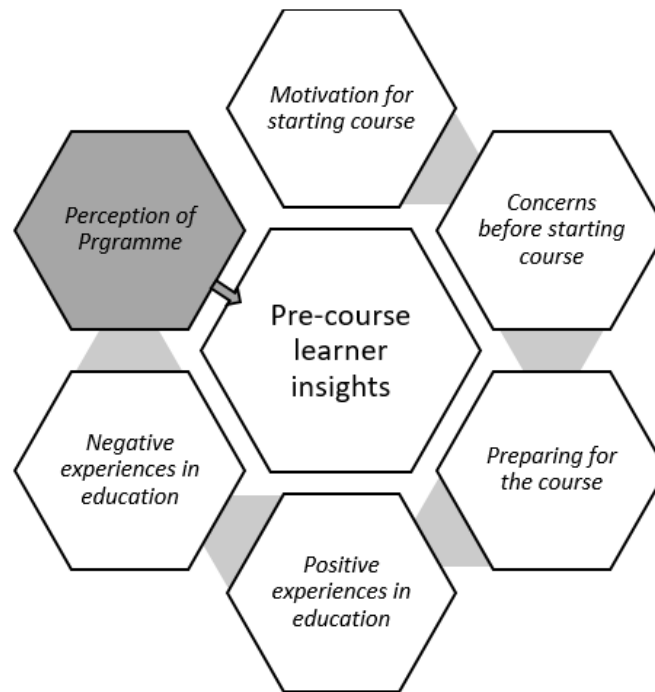 Motivation for
starting course
Concerns
before starting
course
Preparing for
the course
Positive
experiences in
education
Negative
experiences in
education
Perception of
Prgramme
Pre-course
learner
insights